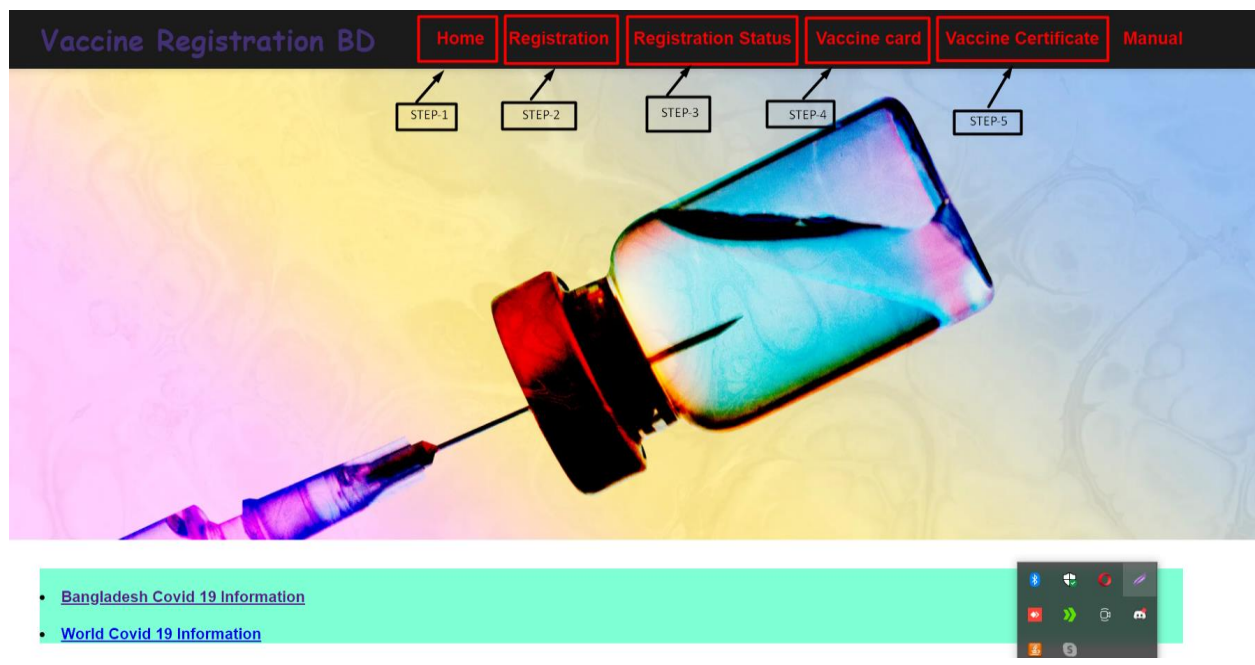 Vaccine Registration BD Home Registration Registration Status Vaccine card Vaccine Certificate Manual
STEP-1 STEP-2 STEP-3 STEP-4 STEP-5
Bangladesh Covid 19 Information
World Covid 19 Information